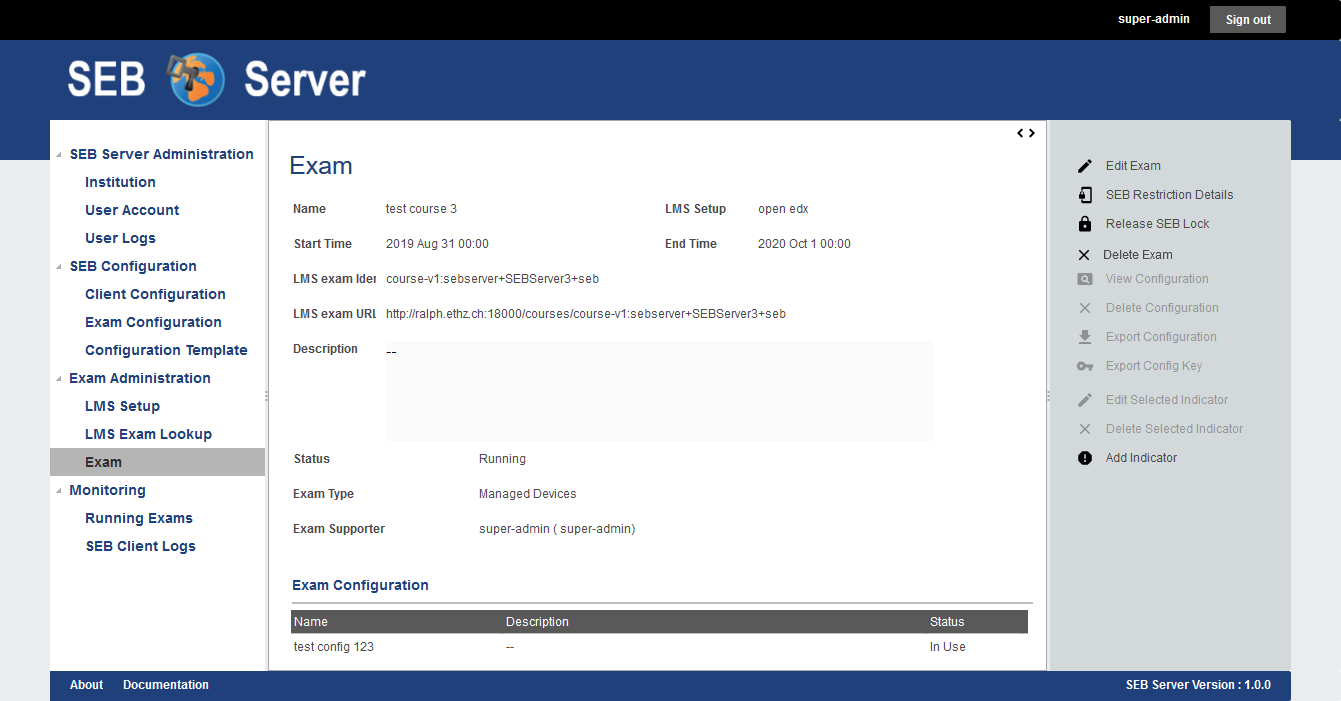 super-admin
Sign out
SEB Server
SEB Server Administration
Institution
User Account
User Logs
SEB Configuration
Client Configuration
Exam Configuration
Configuration Template
Exam Administration
LMS Setup
LMS Exam Lookup
Exam
Monitoring
Running Exams
SEB Client Logs
Exam
Name test course 3 LMS Setup open edx
Start Time 2019 Aug 31 00:00 End Time 2020 Oct 1 00:00
LMS exam Iden course-v1:sebserver+SEBServer3+seb
LMS exam URL http://ralph.ethz.ch:18000/courses/course-v1:sebserver+SEBServer3+seb
Description --
Status Running
Exam Type Managed Devices
Exam Supporter super-admin ( super-admin)
Exam Configuration
Name Description Status
test config 123 -- In Use
Edit Exam
SEB Restriction Details
Release SEB Lock
Delete Exam
View Configuration
Delete Configuration
Export Configuration
Export Config Key
Edit Selected Indicator
Delete Selected Indicator
Add Indicator
About Documentation SEB Server Version : 1.0.0